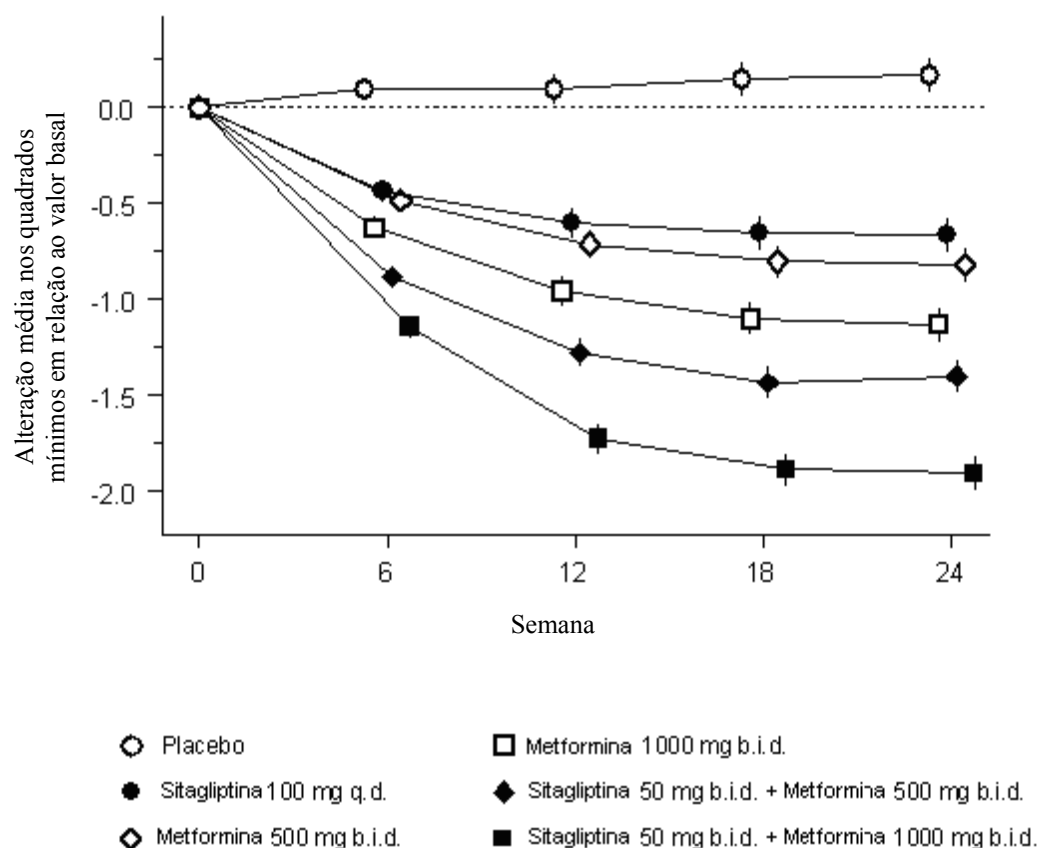 Alteração média nos quadrados
mínimos em relação ao valor basal
0.0
-0.5
-1.0
-1.5
-2.0
0 6 12 18 24
Semana
Placebo
Sitagliptina 100 mg q.d.
Metformina 500 mg b.i.d.
Metformina 1000 mg b.i.d.
Sitagliptina 50 mg b.i.d. + Metformina 500 mg b.i.d.
Sitagliptina 50 mg b.i.d. + Metformina 1000 mg b.i.d.